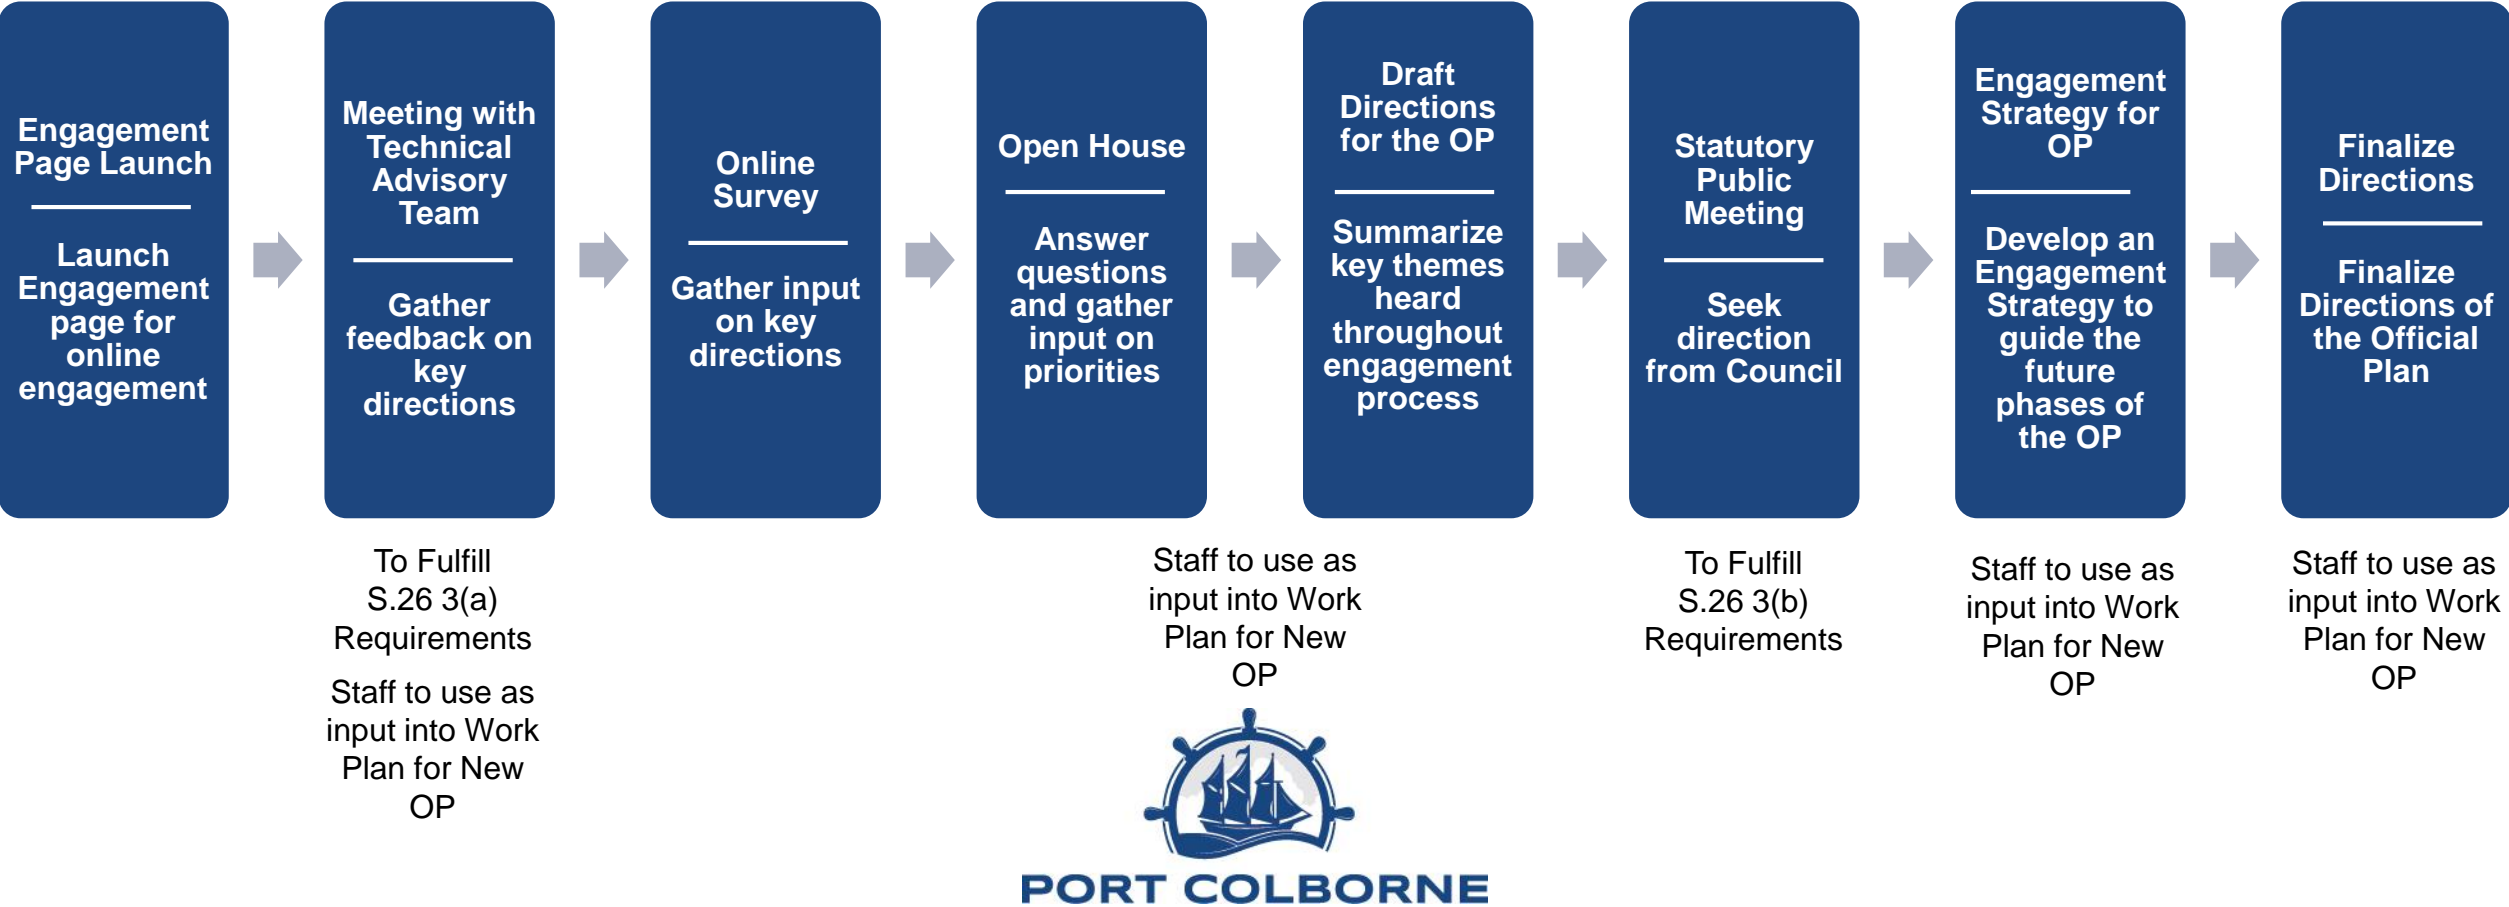 Engagement
Page Launch
Launch
Engagement
page for
online
engagement
Meeting with
Technical
Advisory
Team
Gather
feedback on
key
directions
Online
Survey
Gather input
on key
directions
Open House
Answer
questions
and gather
input on
priorities
Draft
Directions
for the OP
Summarize
key themes
heard
throughout
engagement
process
Statutory
Public
Meeting
Seek
direction
from Council
Engagement
Strategy for
OP
Develop an
Engagement
Strategy to
guide the
future
phases of
the OP
Finalize
Directions
Finalize
Directions of
the Official
Plan
To Fulfill
S.26 3(a)
Requirements
Staff to use as
input into Work
Plan for New
OP
Staff to use as
input into Work
Plan for New
OP
To Fulfill
S.26 3(b)
Requirements
Staff to use as
input into Work
Plan for New
OP
Staff to use as
input into Work
Plan for New
OP
PORT COLBORNE